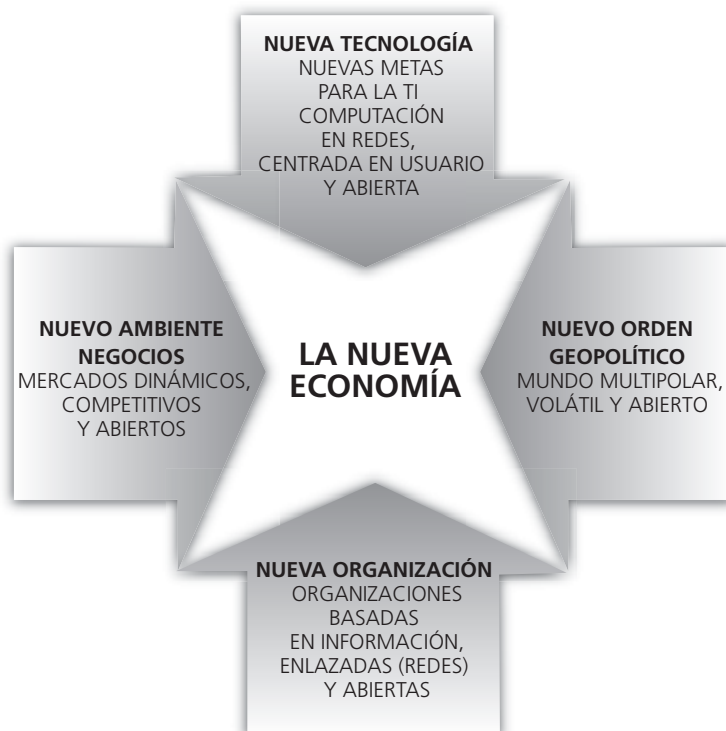 NUEVA TECNOLOGÍA
NUEVAS METAS
PARA LA TI
COMPUTACIÓN
EN REDES,
CENTRADA EN USUARIO
Y ABIERTA
NUEVO AMBIENTE
NEGOCIOS
MERCADOS DINÁMICOS,
COMPETITIVOS
Y ABIERTOS
LA NUEVA
ECONOMÍA
NUEVO ORDEN
GEOPOLÍTICO
MUNDO MULTIPOLAR,
VOLÁTIL Y ABIERTO
NUEVA ORGANIZACIÓN
ORGANIZACIONES
BASADAS
EN INFORMACIÓN,
ENLAZADAS (REDES)
Y ABIERTAS